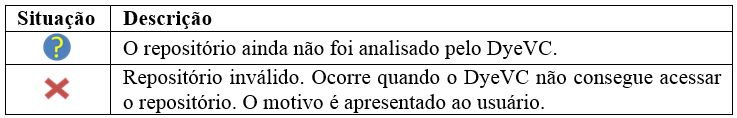 Situação Descrição
? O repositório ainda não foi analisado pelo DyeVC.
Repositório inválido. Ocorre quando o DyeVC não consegue acessar
o repositório. O motivo é apresentado ao usuário.